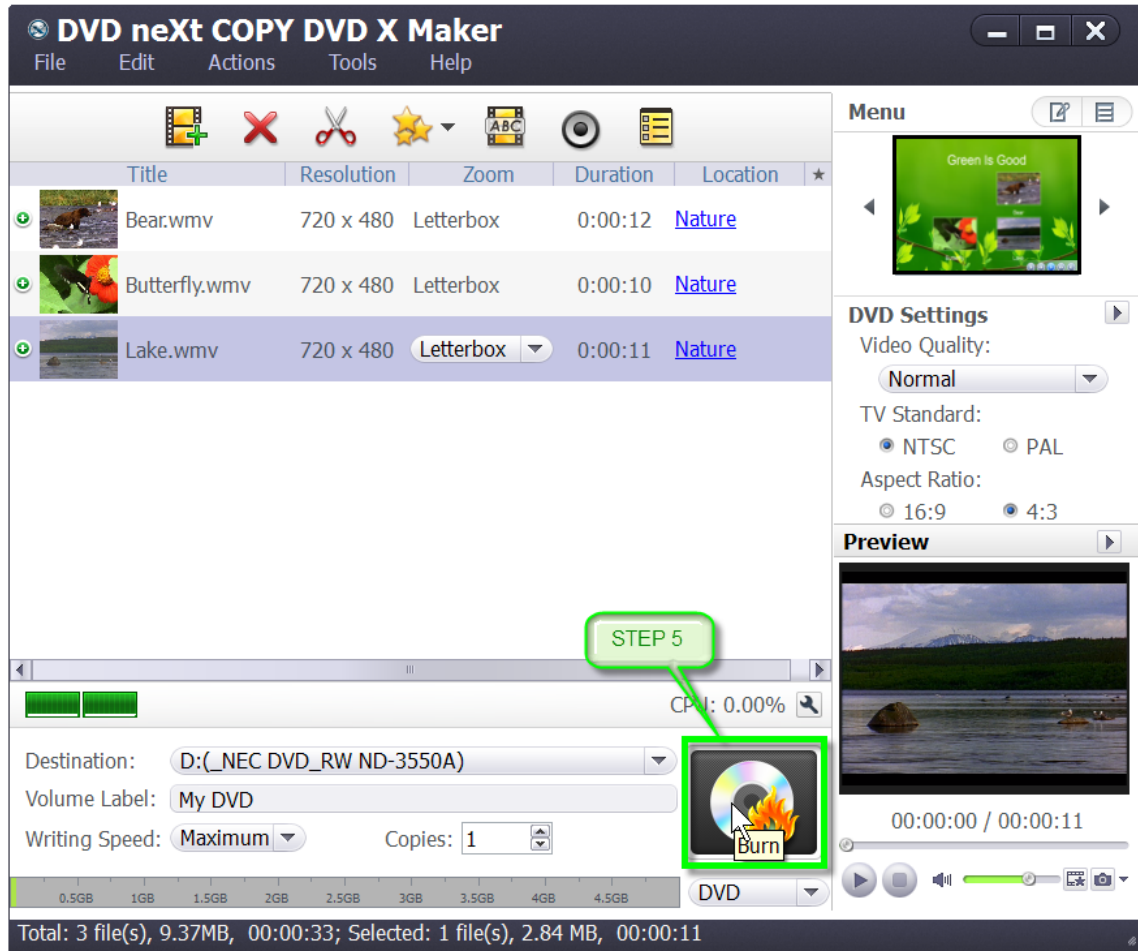 DVD neXt COPY DVD X Maker
File Edit Actions Tools Help
ABC
Title Resolution Zoom Duration Location
Bear.wmv 720 x 480 Letterbox 0:00:12 Nature
Butterfly.wmv 720 x 480 Letterbox 0:00:10 Nature
Lake.wmv 720 x 480 Letterbox 0:00:11 Nature
Menu
Green Is Good
DVD Settings
Video Quality:
Normal
TV Standard:
NTSC PAL
Aspect Ratio:
16:9 4:3
Preview
00:00:00 / 00:00:11
STEP 5
0.00%
Destination: D:(_NEC DVD_RW ND-3550A)
Volume Label: My DVD
Writing Speed: Maximum Copies: 1
Burn
0.5GB 1GB 1.5GB 2GB 2.5GB 3GB 3.5GB 4GB 4.5GB
DVD
Total: 3 file(s), 9.37MB, 00:00:33; Selected: 1 file(s), 2.84 MB, 00:00:11